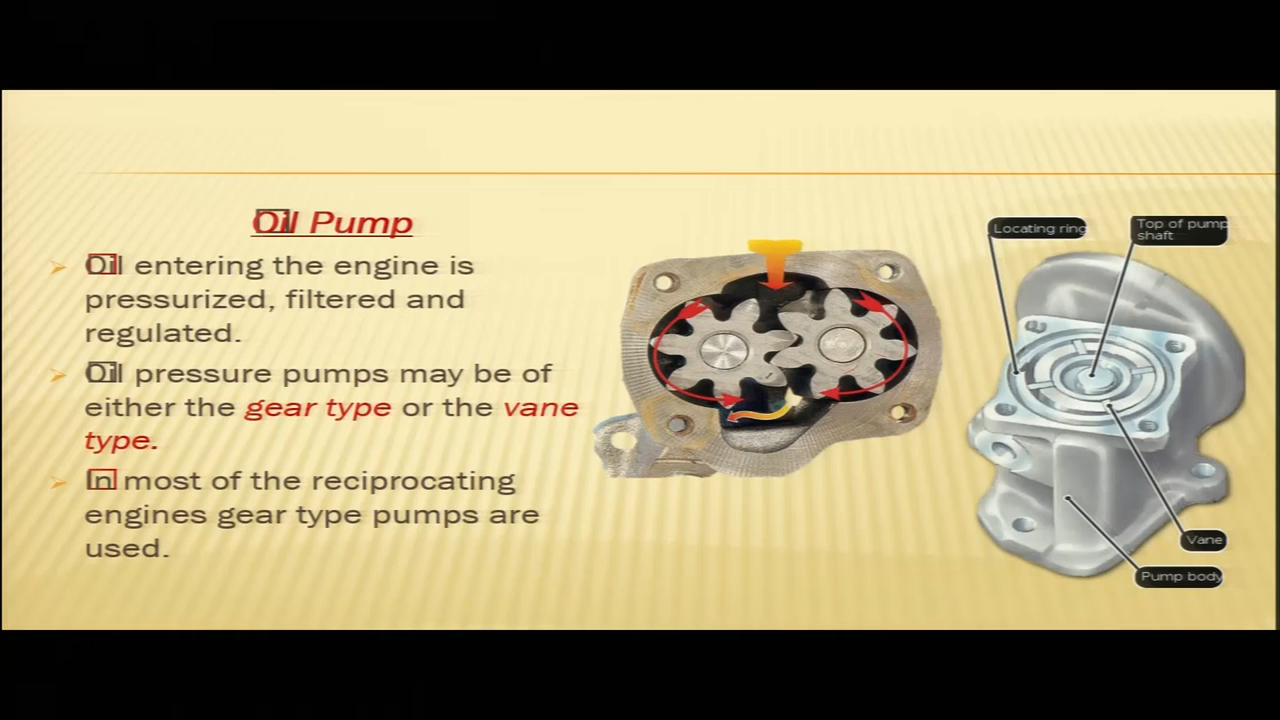 Oil Pump
Oil entering the engine is
pressurized, filtered and
regulated.
Oil pressure pumps may be of
either the gear type or the vane
type.
In most of the reciprocating
engines gear type pumps are
used.
Locating ring
Top of pump
shaft
Vane
Pump body